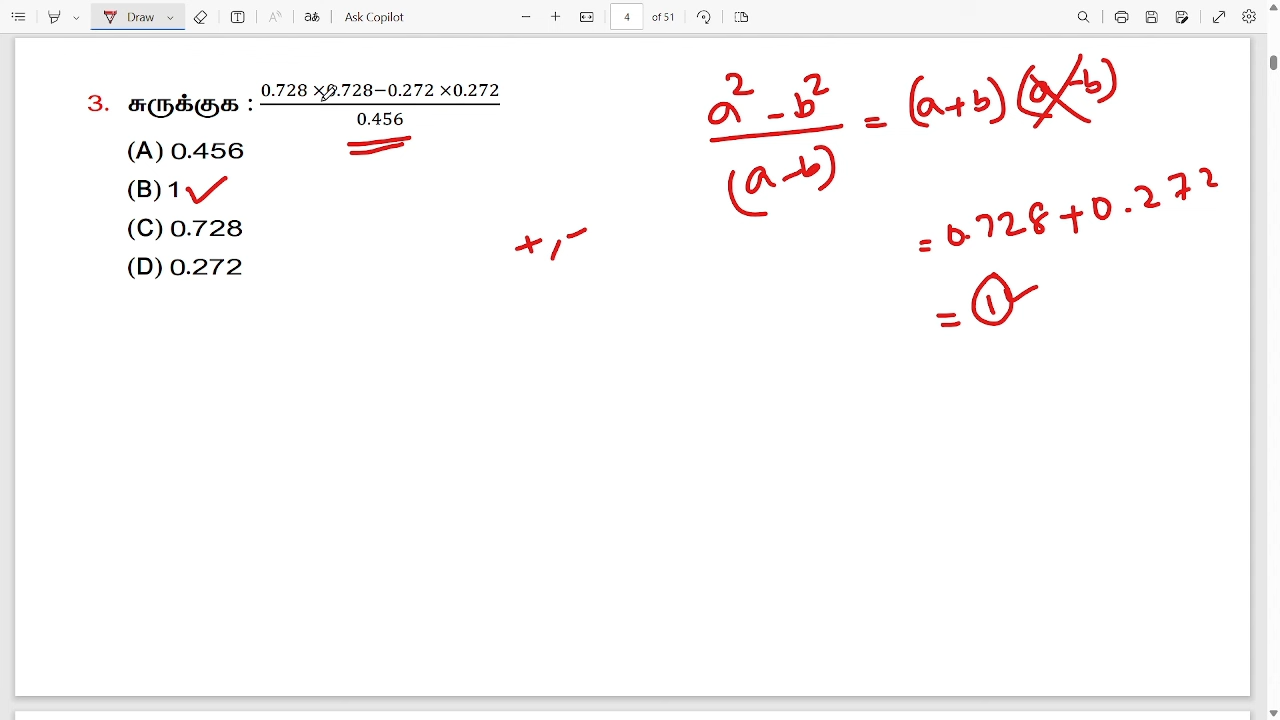 Draw Ask Copilot 4 of 51
3. சுருக்குக : (0.728 ×0.728−0.272 ×0.272)/0.456
(A) 0.456
(B) 1 ✓
(C) 0.728
(D) 0.272
+,-
a² - b² / (a-b) = (a+b) (a-b)
= 0.728 + 0.272
= 1